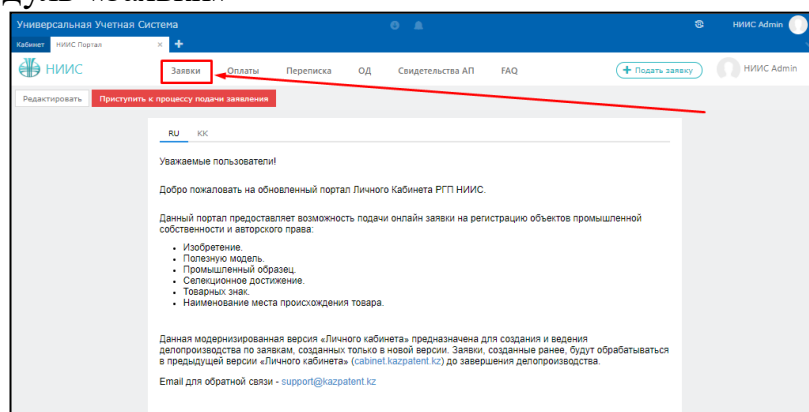 Универсальная Учетная Система
НИИС Admin
Кабинет НИИС Портал × +
НИИС Заявки Оплаты Переписка ОД Свидетельства АП FAQ + Подать заявку НИИС Admin
Редактировать Приступить к процессу подачи заявления
RU KK
Уважаемые пользователи!
Добро пожаловать на обновленный портал Личного Кабинета РГП НИИС.
Данный портал предоставляет возможность подачи онлайн заявки на регистрацию объектов промышленной
собственности и авторского права:
• Изобретение.
• Полезную модель.
• Промышленный образец.
• Селекционное достижение.
• Товарных знак.
• Наименование места происхождения товара.
Данная модернизированная версия «Личного кабинета» предназначена для создания и ведения
делопроизводства по заявкам, созданных только в новой версии. Заявки, созданные ранее, будут обрабатываться
в предыдущей версии «Личного кабинета» (cabinet.kazpatent.kz) до завершения делопроизводства.
Email для обратной связи - support@kazpatent.kz